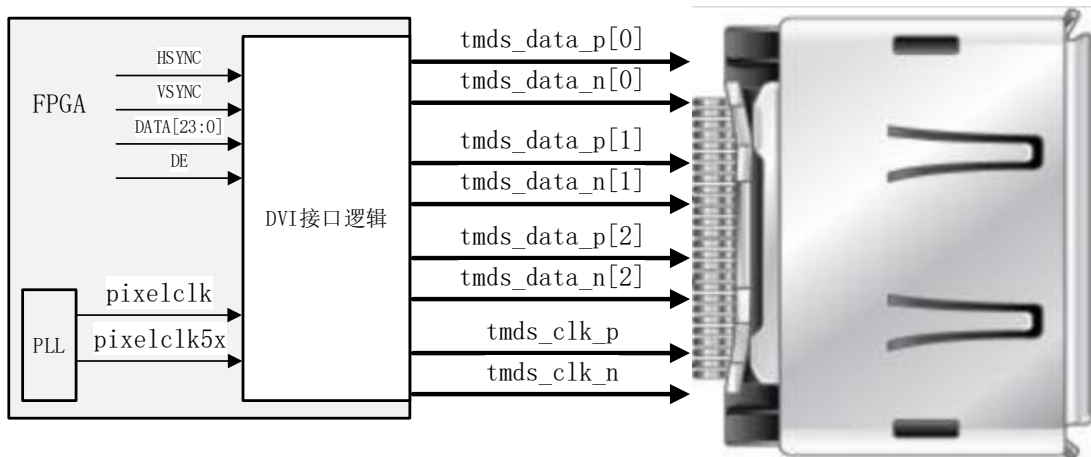 FPGA
HSYNC
VSYNC
DATA[23:0]
DE
PLL
pixelclk
pixelclk5x
DVI接口逻辑
tmds_data_p[0]
tmds_data_n[0]
tmds_data_p[1]
tmds_data_n[1]
tmds_data_p[2]
tmds_data_n[2]
tmds_clk_p
tmds_clk_n